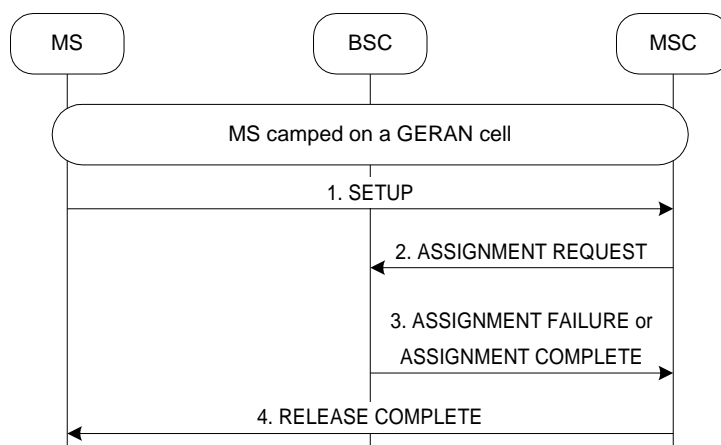 MS
BSC
MSC
MS camped on a GERAN cell
1. SETUP
2. ASSIGNMENT REQUEST
3. ASSIGNMENT FAILURE or
ASSIGNMENT COMPLETE
4. RELEASE COMPLETE